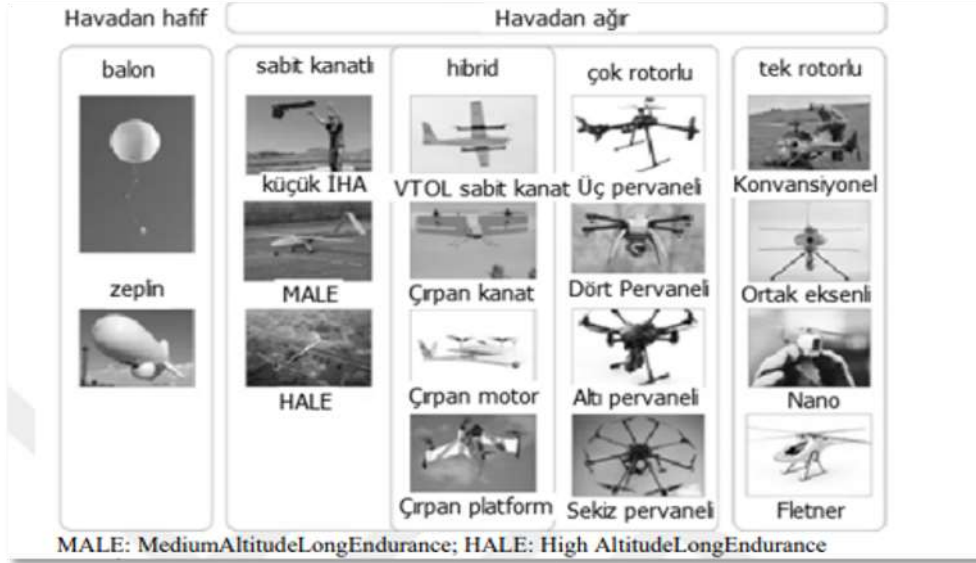 Havadan hafif
Havadan ağır
balon
zeplin
sabit kanatlı
küçük İHA
MALE
HALE
hibrid
VTOL sabit kanat
Çırpan kanat
Çırpan motor
Çırpan platform
çok rotorlu
Üç pervaneli
Dört Pervaneli
Altı pervaneli
Sekiz pervaneli
tek rotorlu
Konvansiyonel
Ortak eksenli
Nano
Fletner
MALE: MediumAltitudeLongEndurance; HALE: High AltitudeLongEndurance